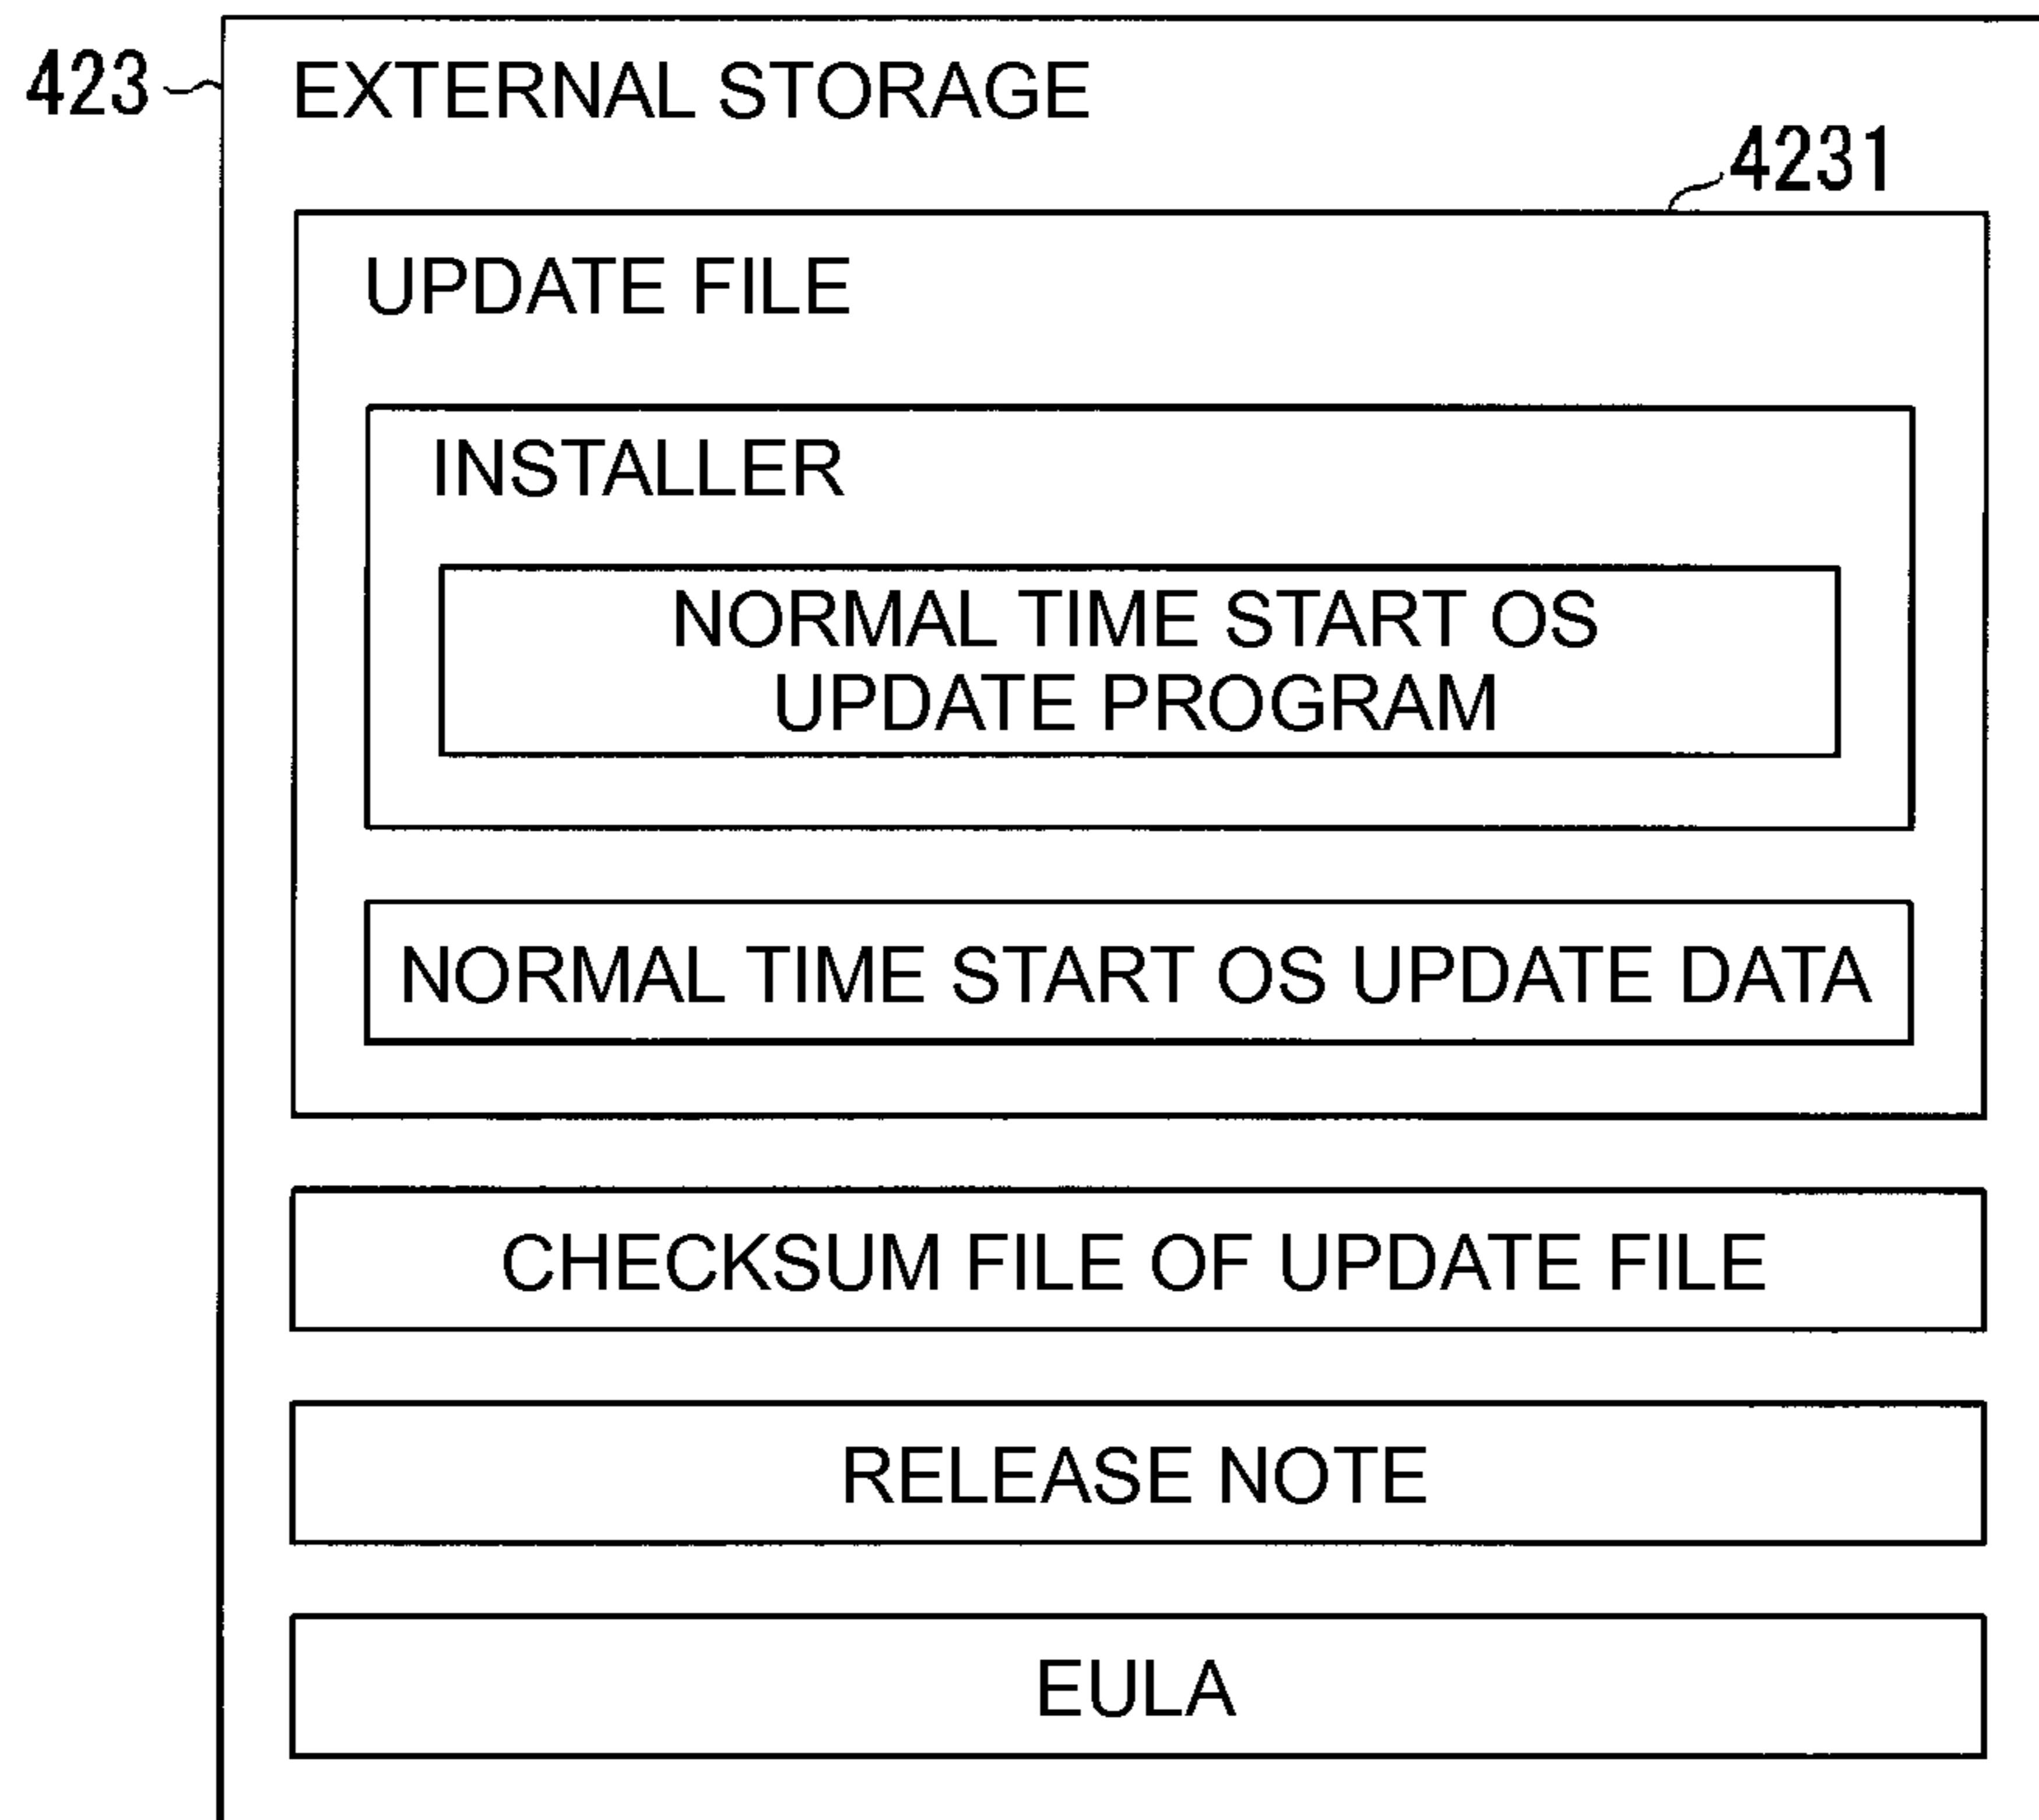 423
EXTERNAL STORAGE
4231
UPDATE FILE
INSTALLER
NORMAL TIME START OS
UPDATE PROGRAM
NORMAL TIME START OS UPDATE DATA
CHECKSUM FILE OF UPDATE FILE
RELEASE NOTE
EULA